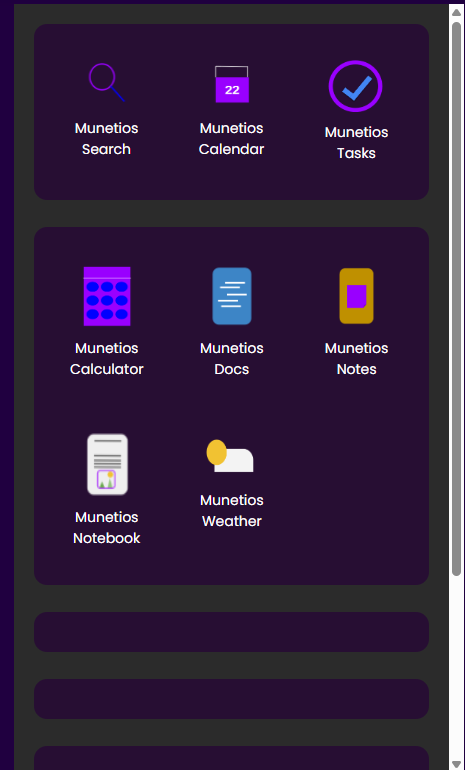 22
Munetios
Search
Munetios
Calendar
Munetios
Tasks
Munetios
Calculator
Munetios
Docs
Munetios
Notes
Munetios
Notebook
Munetios
Weather